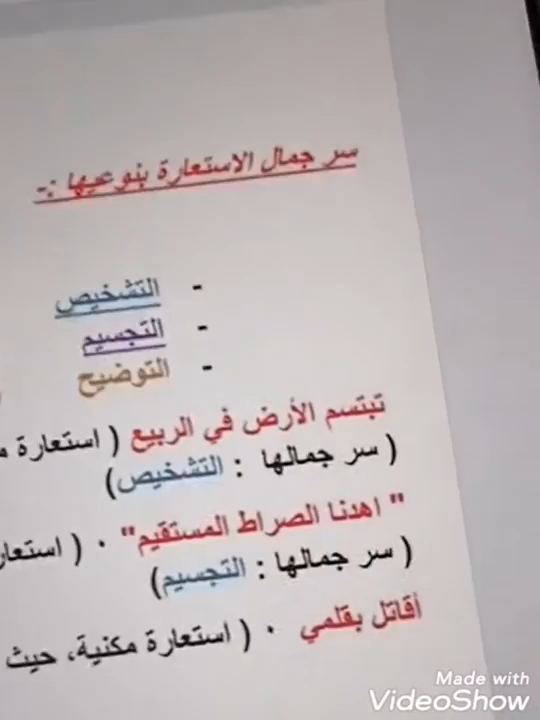 سر جمال الاستعارة بنوعيها :-
- التشخيص
- التجسيم
- التوضيح
تبتسم الأرض في الربيع ( استعارة
( سر جمالها : التشخيص)
" اهدنا الصراط المستقيم" . (
( سر جمالها : التجسيم)
أقاتل بقلمي . ( استعارة مكنية، حيث
Made with
VideoShow